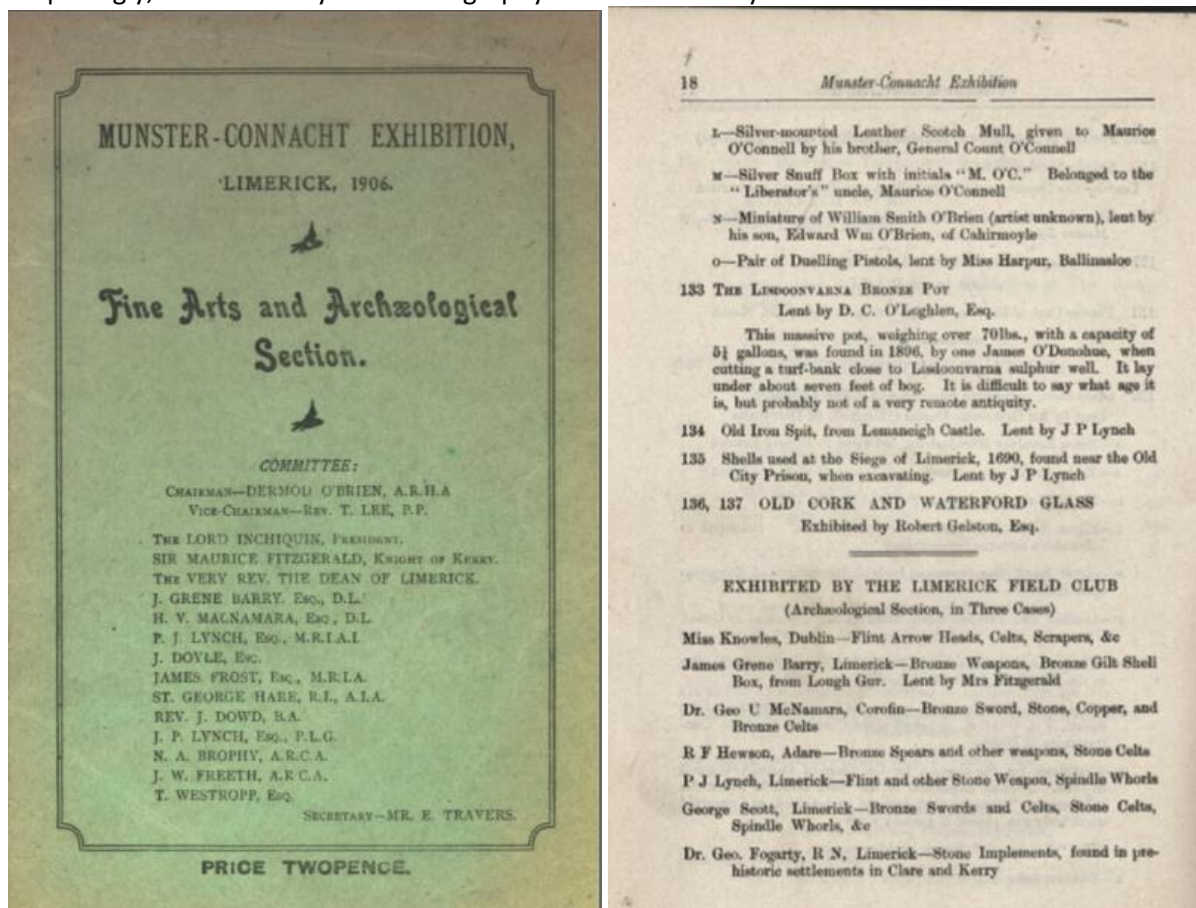 MUNSTER-CONNACHT EXHIBITION,
LIMERICK, 1906.
Fine Arts and Archæological
Section.
COMMITTEE:
CHAIRMAN—DERMOD O'BRIEN, A.R.H.A
VICE-CHAIRMAN—REV. T. LEE, P.P.
THE LORD INCHIQUIN, PRESIDENT.
SIR MAURICE FITZGERALD, KNIGHT OF KERRY.
THE VERY REV. THE DEAN OF LIMERICK.
J. GRENE BARRY, ESQ., D.L.
H. V. MACNAMARA, ESQ., D.L.
P. J. LYNCH, ESQ., M.R.I.A.I.
J. DOYLE, ESQ.
JAMES FROST, ESQ., M.R.I.A.
ST. GEORGE HARE, R.I., A.I.A.
REV. J. DOWD, B.A.
J. P. LYNCH, ESQ., P.L.G.
N. A. BROPHY, A.R.C.A.
J. W. FREETH, A.R.C.A.
T. WESTROPP, ESQ.
SECRETARY—MR. E. TRAVERS.
PRICE TWOPENCE.
18 Munster-Connacht Exhibition
L—Silver-mounted Leather Scotch Mull, given to Maurice
O'Connell by his brother, General Count O'Connell
M—Silver Snuff Box with initials "M. O'C." Belonged to the
"Liberator's" uncle, Maurice O'Connell
N—Miniature of William Smith O'Brien (artist unknown), lent by
his son, Edward Wm O'Brien, of Cahirmoyle
O—Pair of Duelling Pistols, lent by Miss Harpur, Ballinasloe
133 THE LISDOONVARNA BRONZE POT
Lent by D. C. O'Loghlen, Esq.
This massive pot, weighing over 70lbs., with a capacity of
gallons, was found in 1896, by one James O'Donohue, when
cutting a turf-bank close to Lisdoonvarna sulphur well. It lay
under about seven feet of bog. It is difficult to say what age it
is, but probably not of a very remote antiquity.
134 Old Iron Spit, from Lemaneigh Castle. Lent by J P Lynch
135 Shells used at the Siege of Limerick, 1690, found near the Old
City Prison, when excavating. Lent by J P Lynch
136, 137 OLD CORK AND WATERFORD GLASS
Exhibited by Robert Gelston, Esq.
EXHIBITED BY THE LIMERICK FIELD CLUB
(Archæological Section, in Three Cases)
Miss Knowles, Dublin—Flint Arrow Heads, Celts, Scrapers, &c
James Grene Barry, Limerick—Bronze Weapons, Bronze Gilt Shell
Box, from Lough Gur. Lent by Mrs Fitzgerald
Dr. Geo U McNamara, Corofin—Bronze Sword, Stone, Copper, and
Bronze Celts
R F Hewson, Adare—Bronze Spears and other weapons, Stone Celts
P J Lynch, Limerick—Flint and other Stone Weapon, Spindle Whorls
George Scott, Limerick—Bronze Swords and Celts, Stone Celts,
Spindle Whorls, &c
Dr. Geo. Fogarty, R N, Limerick—Stone Implements, found in pre-
historic settlements in Clare and Kerry